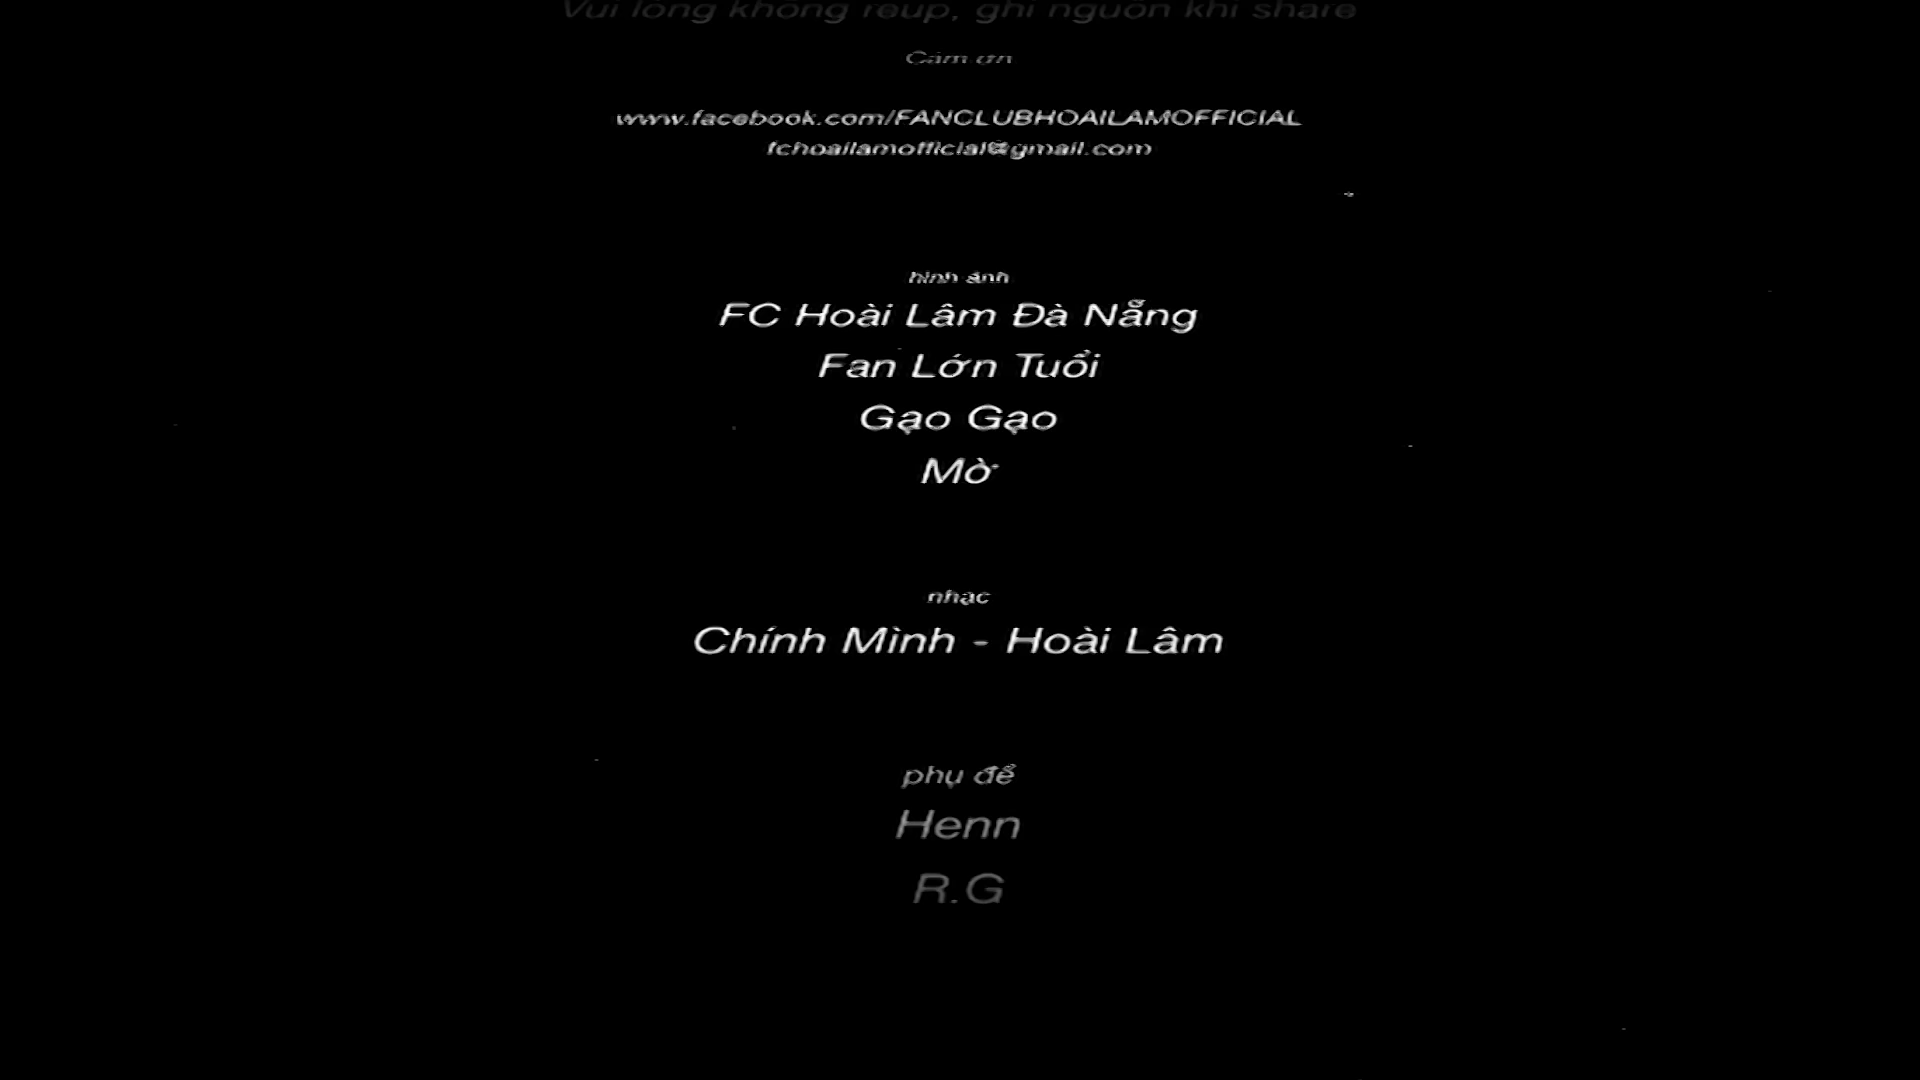 Vui lòng không reup, ghi nguồn khi share
Cảm ơn
www.facebook.com/FANCLUBHOAILAMOFFICIAL
fchoailamofficial@gmail.com
hình ảnh
FC Hoài Lâm Đà Nẵng
Fan Lớn Tuổi
Gạo Gạo
Mờ
nhạc
Chính Mình - Hoài Lâm
phụ để
Henn
R.G